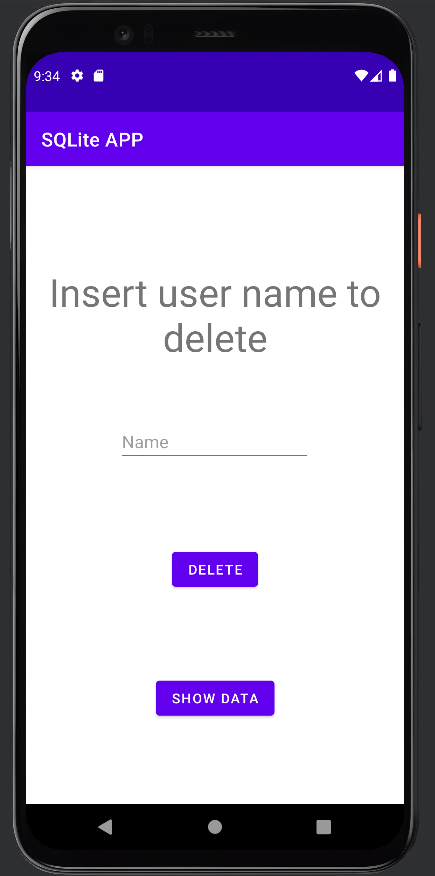 9:34
SQLite APP
Insert user name to
delete
Name
DELETE
SHOW DATA